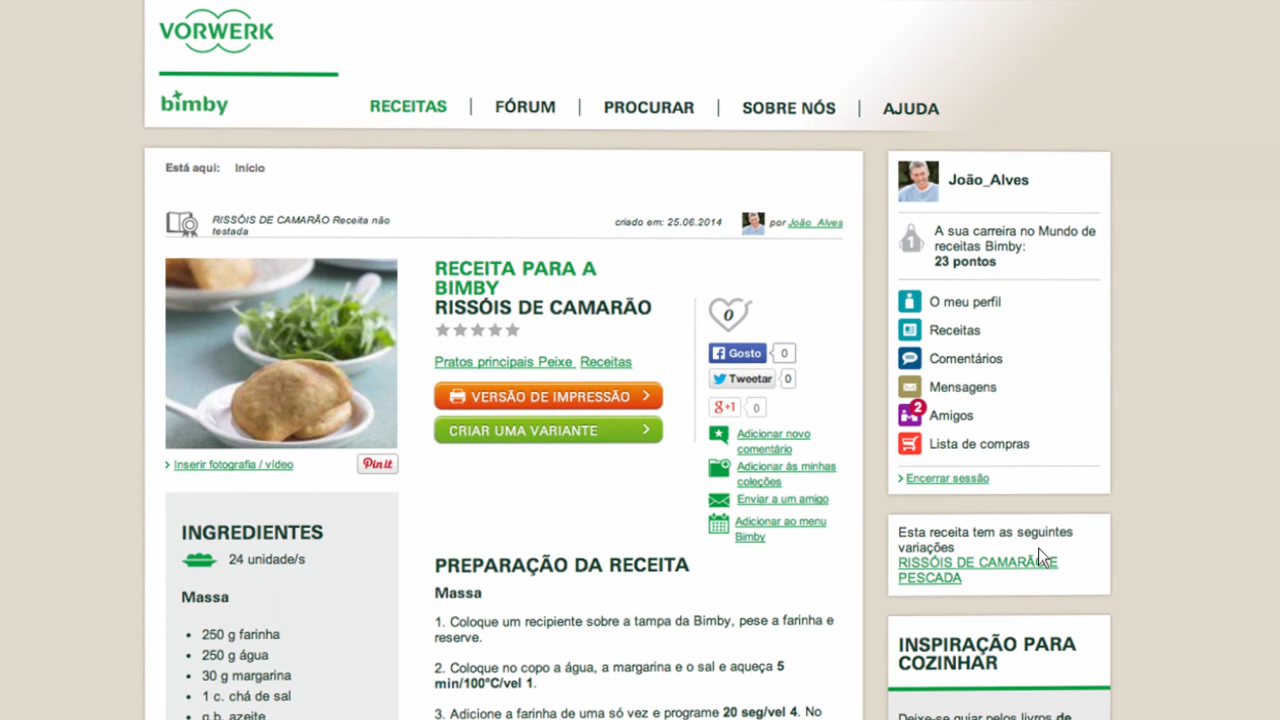 VORWERK
bimby
RECEITAS | FÓRUM | PROCURAR | SOBRE NÓS | AJUDA
Está aqui: Início
RISSÓIS DE CAMARÃO Receita não
testada
criado em: 25.06.2014
por João_Alves
RECEITA PARA A
BIMBY
RISSÓIS DE CAMARÃO
Pratos principais Peixe Receitas
VERSÃO DE IMPRESSÃO
CRIAR UMA VARIANTE
0
Gosto 0
Tweetar 0
g+1 0
Adicionar novo
comentário
Adicionar às minhas
coleções
Enviar a um amigo
Adicionar ao menu
Bimby
Inserir fotografia / vídeo
Pin it
INGREDIENTES
24 unidade/s
Massa
• 250 g farinha
• 250 g água
• 30 g margarina
• 1 c. chá de sal
• q.b. azeite
PREPARAÇÃO DA RECEITA
Massa
1. Coloque um recipiente sobre a tampa da Bimby, pese a farinha e
reserve.
2. Coloque no copo a água, a margarina e o sal e aqueça 5
min/100ºC/vel 1.
3. Adicione a farinha de uma só vez e programe 20 seg/vel 4. No
João_Alves
1
A sua carreira no Mundo de
receitas Bimby:
23 pontos
O meu perfil
Receitas
Comentários
Mensagens
2
Amigos
Lista de compras
Encerrar sessão
Esta receita tem as seguintes
variações
RISSÓIS DE CAMARÃO E
PESCADA
INSPIRAÇÃO PARA
COZINHAR
Deixe-se guiar pelos livros de